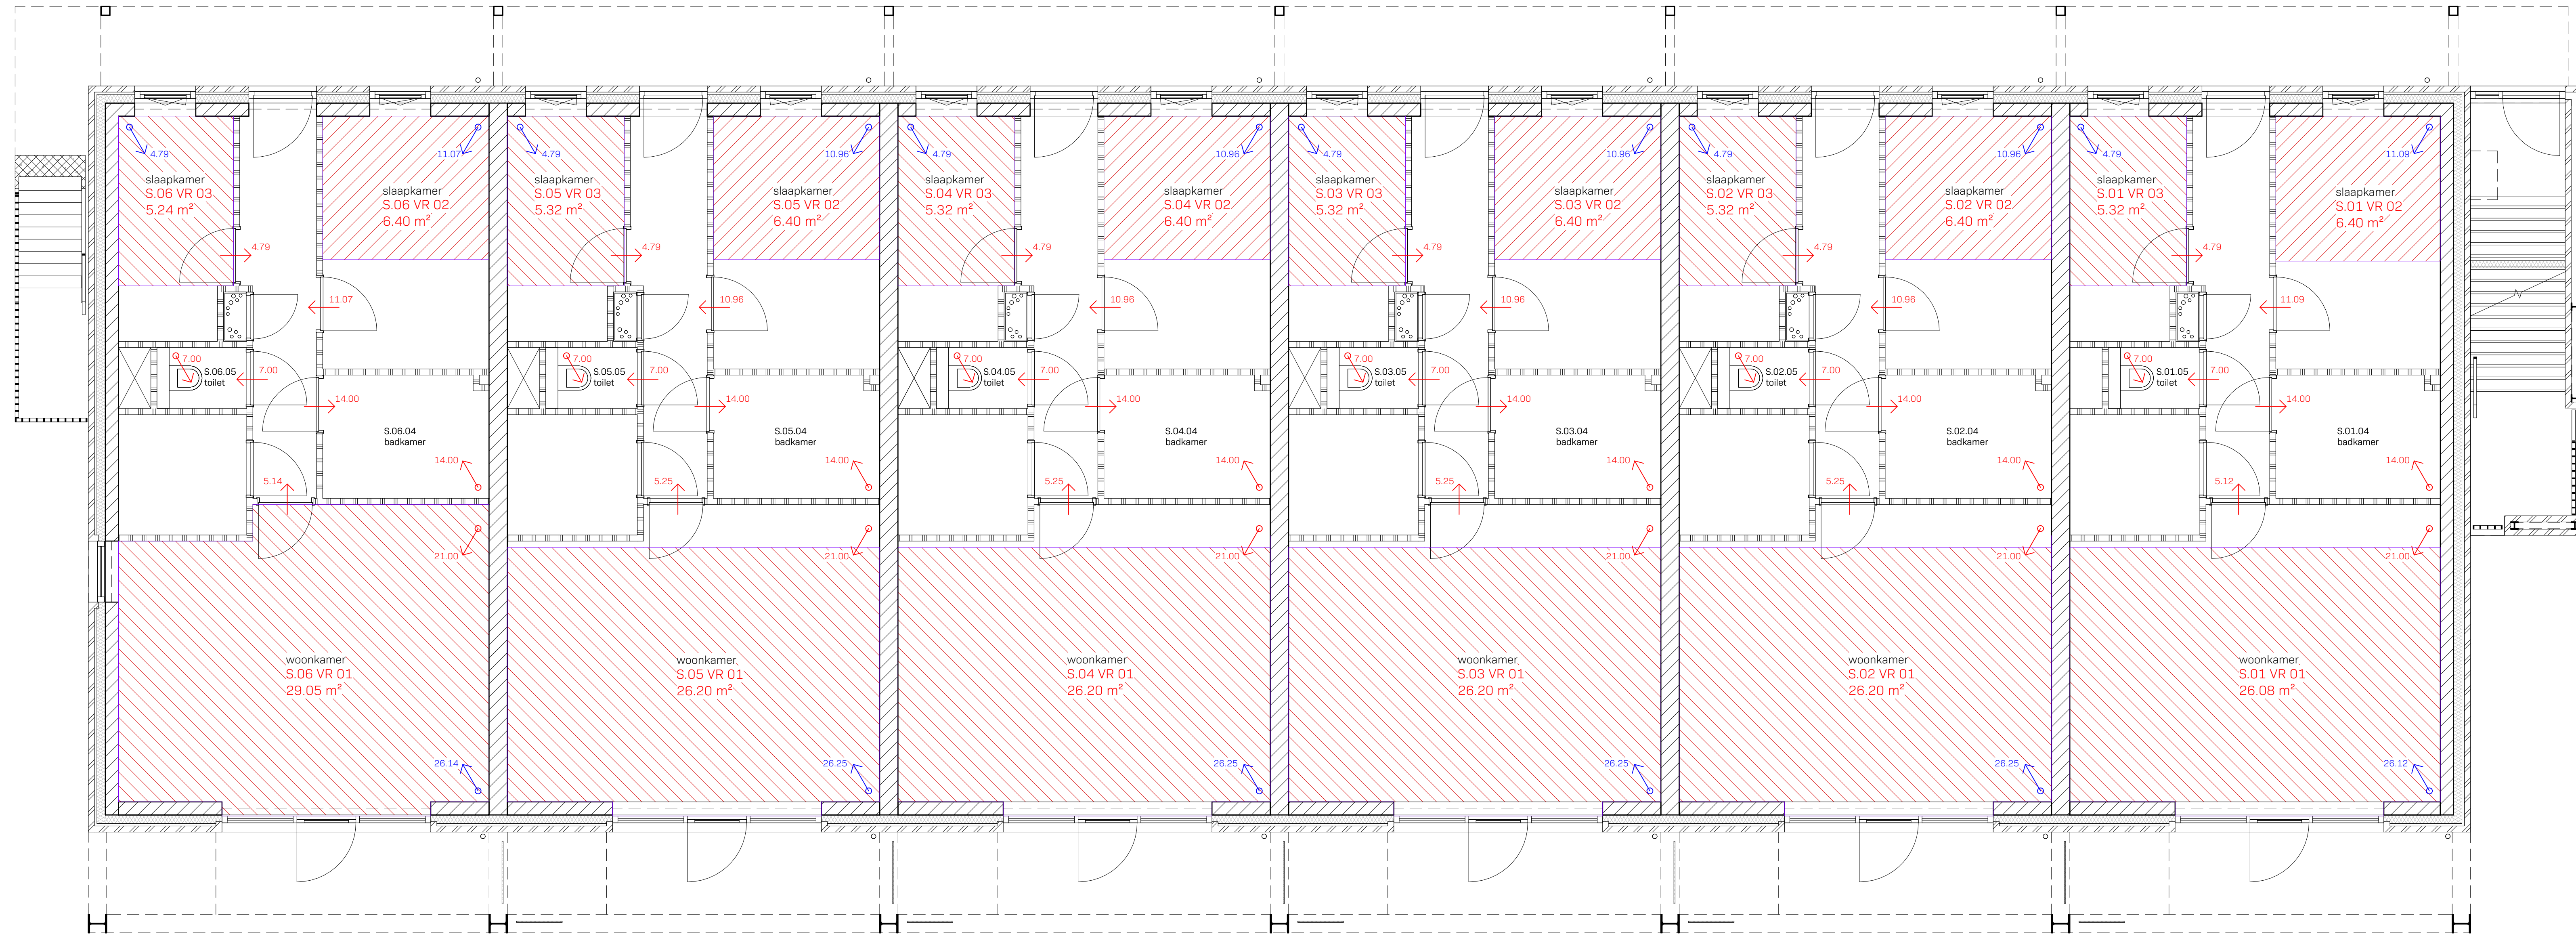 4.79
11.07
4.79
10.96
4.79
10.96
4.79
10.96
4.79
10.96
4.79
11.09
slaapkamer
S.06 VR 03
5.24 m²
slaapkamer
S.06 VR 02
6.40 m²
slaapkamer
S.05 VR 03
5.32 m²
slaapkamer
S.05 VR 02
6.40 m²
slaapkamer
S.04 VR 03
5.32 m²
slaapkamer
S.04 VR 02
6.40 m²
slaapkamer
S.03 VR 03
5.32 m²
slaapkamer
S.03 VR 02
6.40 m²
slaapkamer
S.02 VR 03
5.32 m²
slaapkamer
S.02 VR 02
6.40 m²
slaapkamer
S.01 VR 03
5.32 m²
slaapkamer
S.01 VR 02
6.40 m²
4.79
4.79
4.79
4.79
4.79
4.79
11.07
10.96
10.96
10.96
10.96
11.09
7.00
7.00
S.06.05
toilet
7.00
7.00
S.05.05
toilet
7.00
7.00
S.04.05
toilet
7.00
7.00
S.03.05
toilet
7.00
7.00
S.02.05
toilet
7.00
7.00
S.01.05
toilet
14.00
14.00
14.00
14.00
14.00
14.00
S.06.04
badkamer
S.05.04
badkamer
S.04.04
badkamer
S.03.04
badkamer
S.02.04
badkamer
S.01.04
badkamer
14.00
14.00
14.00
14.00
14.00
14.00
5.14
5.25
5.25
5.25
5.25
5.12
21.00
21.00
21.00
21.00
21.00
21.00
woonkamer
S.06 VR 01
29.05 m²
woonkamer
S.05 VR 01
26.20 m²
woonkamer
S.04 VR 01
26.20 m²
woonkamer
S.03 VR 01
26.20 m²
woonkamer
S.02 VR 01
26.20 m²
woonkamer
S.01 VR 01
26.08 m²
26.14
26.25
26.25
26.25
26.25
26.12